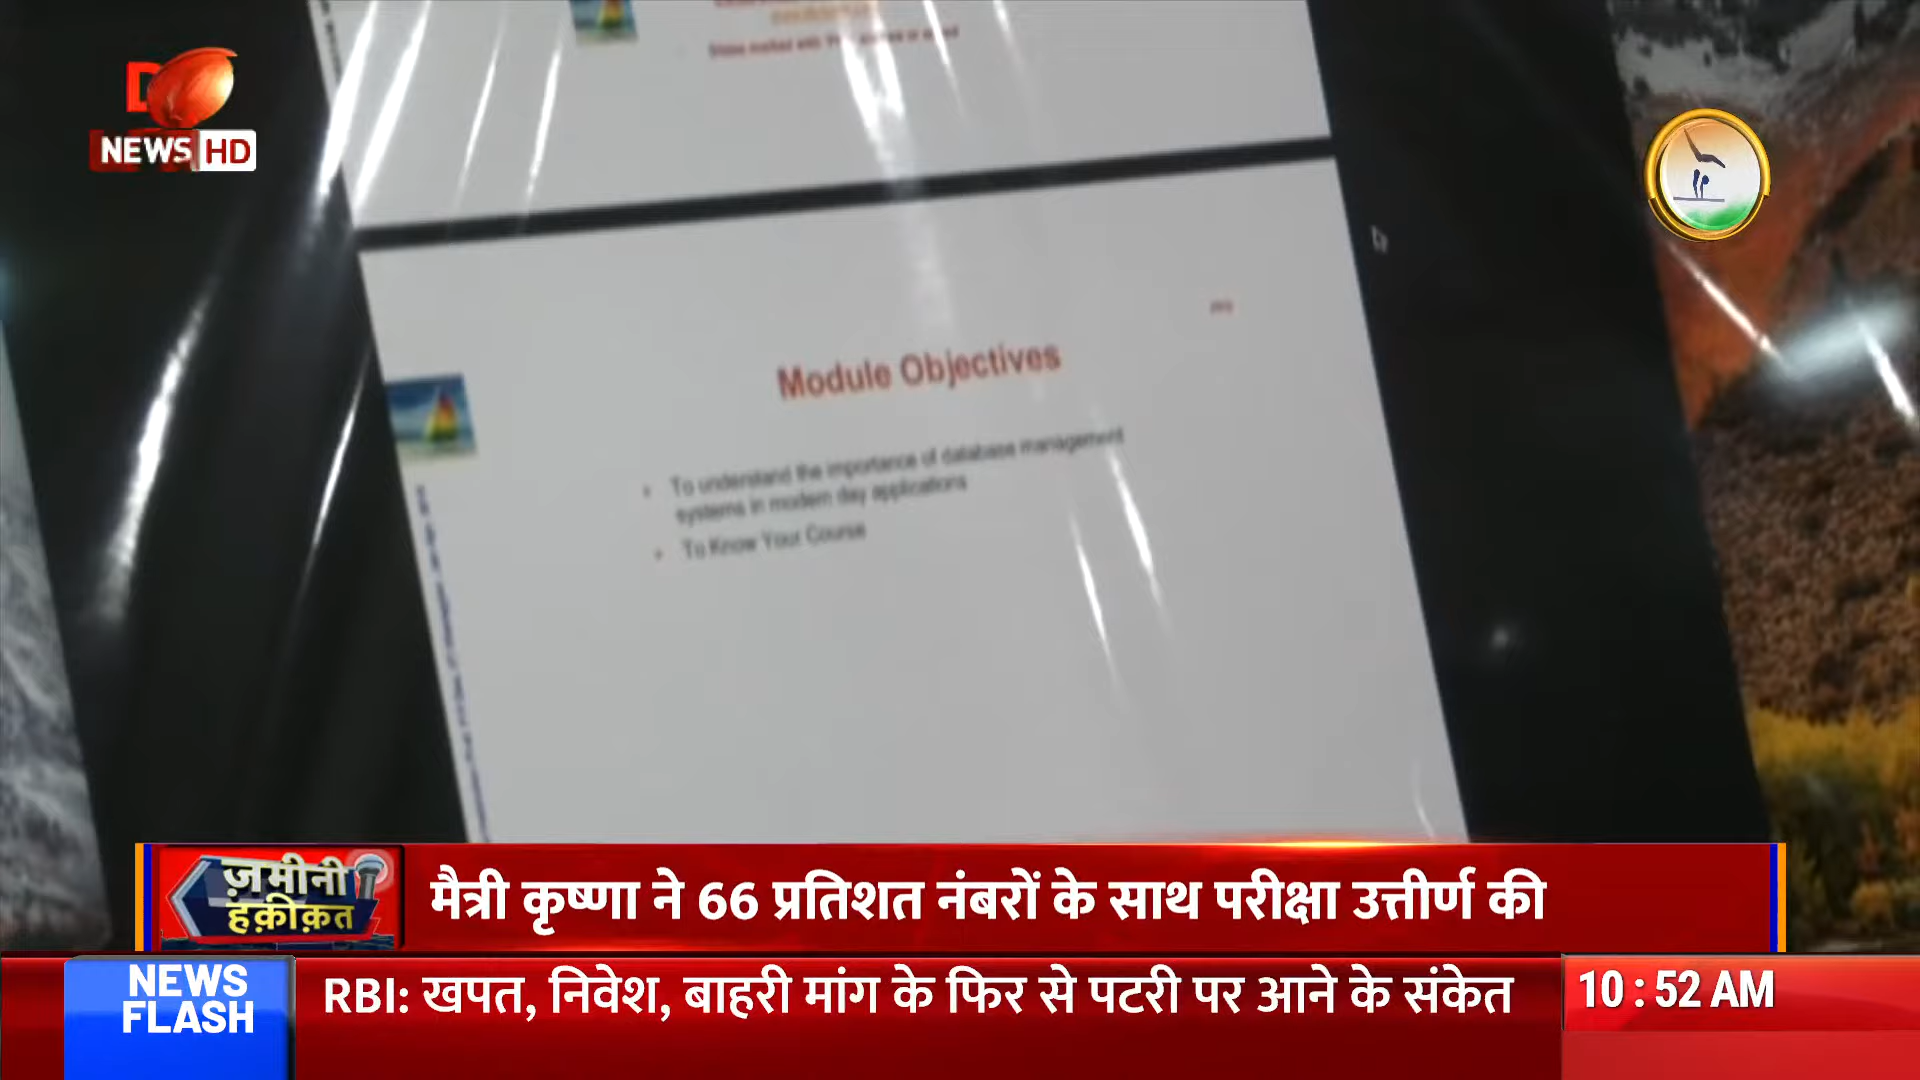 D
NEWS HD
Module Objectives
To understand the importance of database management
systems in modern day applications
To Know Your Course
ज़मीनी
हक़ीक़त
मैत्री कृष्णा ने 66 प्रतिशत नंबरों के साथ परीक्षा उत्तीर्ण की
NEWS
FLASH
RBI: खपत, निवेश, बाहरी मांग के फिर से पटरी पर आने के संकेत
10 : 52 AM